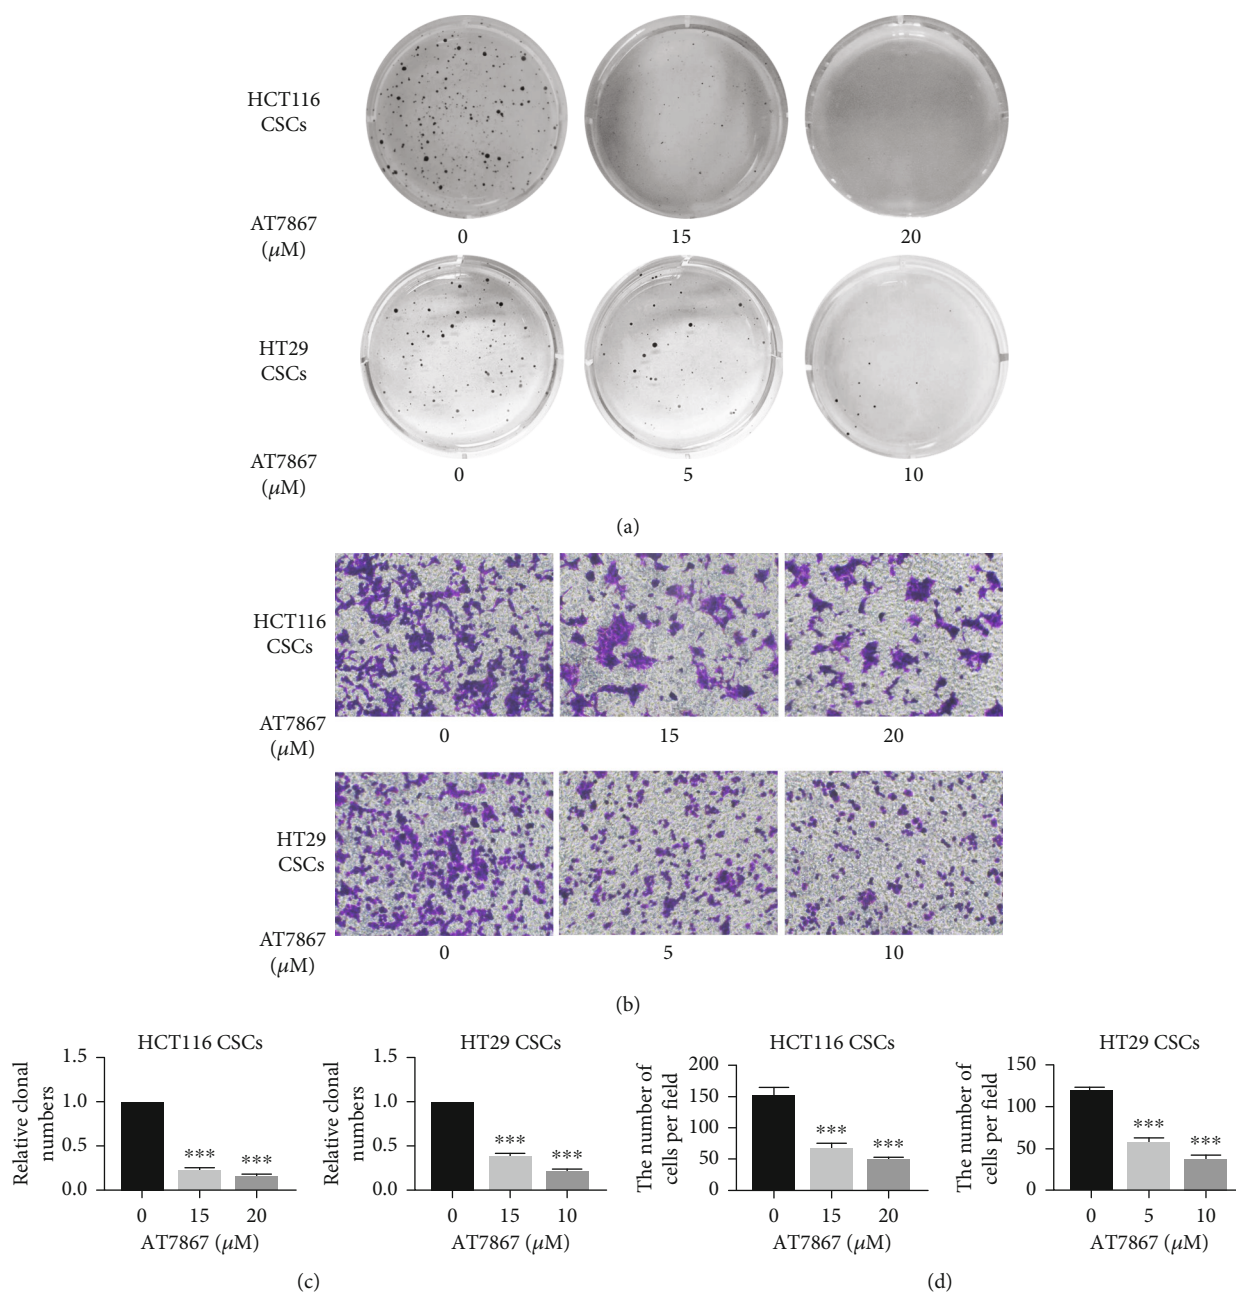 HCT116
CSCs
AT7867
(μM)
0
15
20
HT29
CSCs
AT7867
(μM)
0
5
10
(a)
HCT116
CSCs
AT7867
(μM)
0
15
20
HT29
CSCs
AT7867
(μM)
0
5
10
(b)
HCT116 CSCs
Relative clonal
numbers
1.5
1.0
0.5
0.0
***
***
0
15
20
AT7867 (μM)
HT29 CSCs
Relative clonal
numbers
1.5
1.0
0.5
0.0
***
***
0
15
10
AT7867 (μM)
(c)
HCT116 CSCs
The number of
cells per field
200
150
100
50
0
***
***
0
15
20
AT7867 (μM)
HT29 CSCs
The number of
cells per field
150
100
50
0
***
***
0
5
10
AT7867 (μM)
(d)